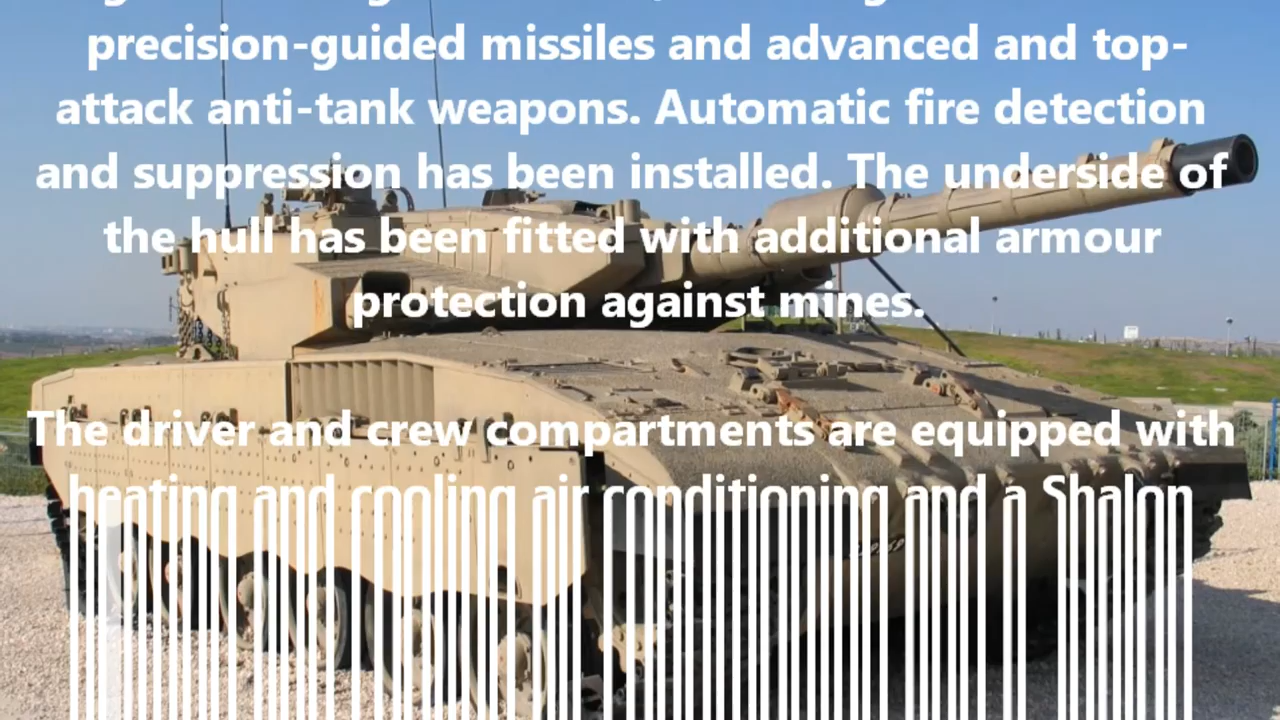 precision-guided missiles and advanced and top-
attack anti-tank weapons. Automatic fire detection
and suppression has been installed. The underside of
the hull has been fitted with additional armour
protection against mines.
The driver and crew compartments are equipped with
heating and cooling air conditioning and a Shalon